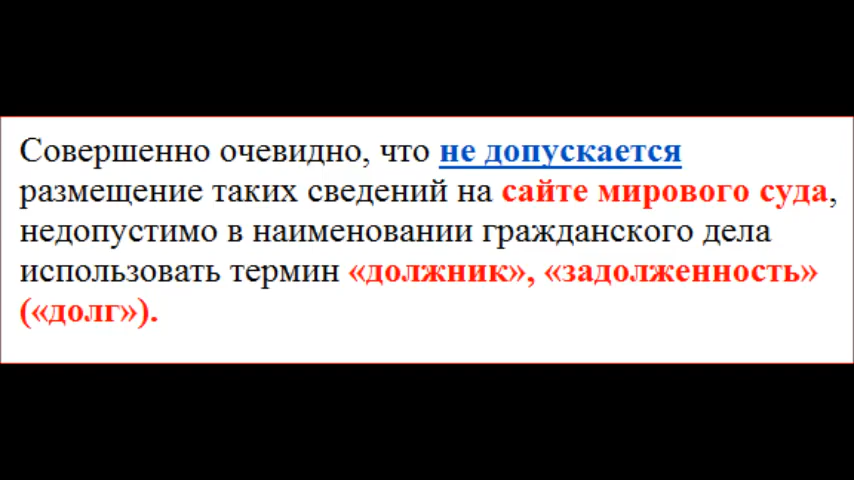 Совершенно очевидно, что не допускается
размещение таких сведений на сайте мирового суда,
недопустимо в наименовании гражданского дела
использовать термин «должник», «задолженность»
(«долг»).